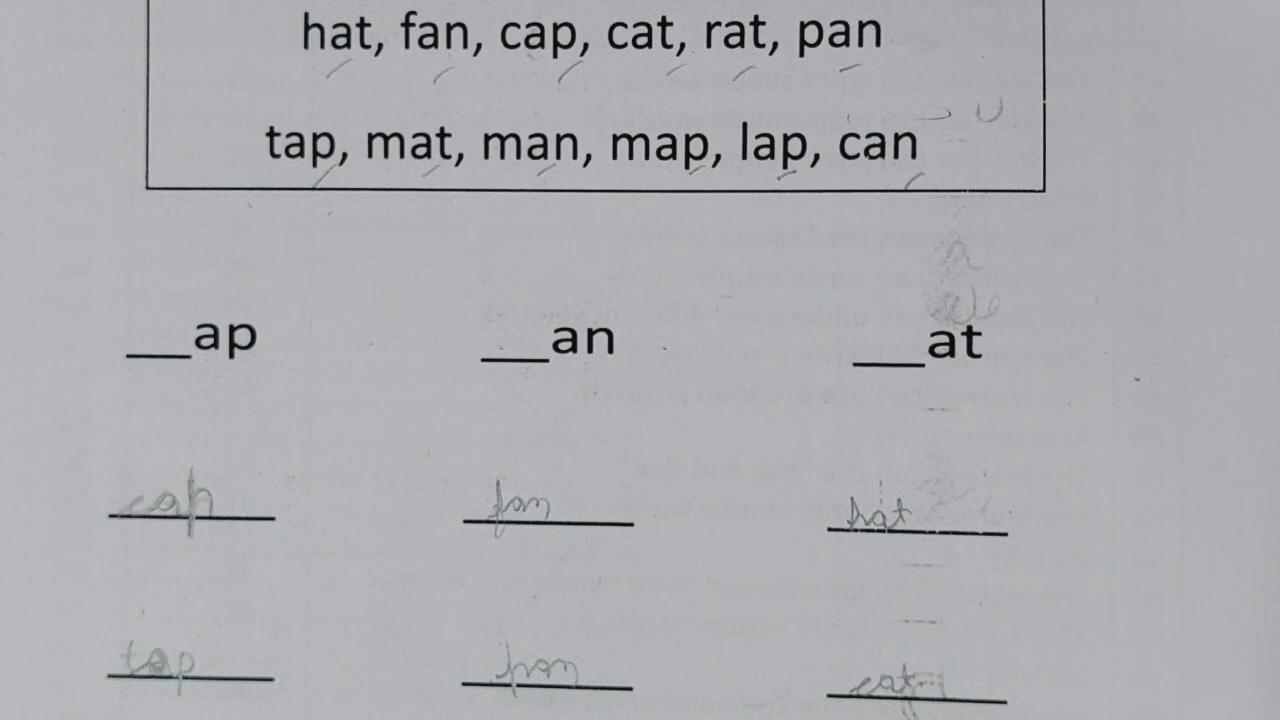 hat, fan, cap, cat, rat, pan
tap, mat, man, map, lap, can
__ap __an __at
cap fan hat
tap pan cat